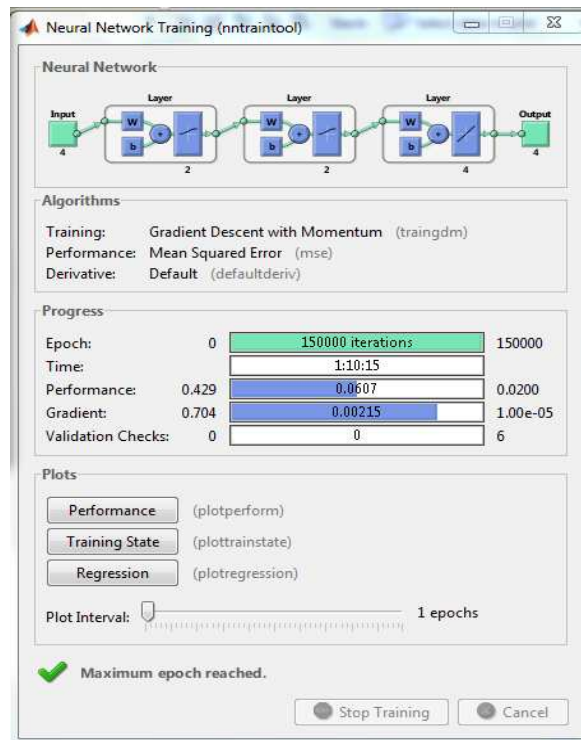 Neural Network Training (nntraintool)
Neural Network
Layer Layer Layer
Input Output
W W W
b b b
4 2 2 4 4
Algorithms
Training: Gradient Descent with Momentum (traingdm)
Performance: Mean Squared Error (mse)
Derivative: Default (defaultderiv)
Progress
Epoch: 0 150000 iterations 150000
Time: 1:10:15
Performance: 0.429 0.0607 0.0200
Gradient: 0.704 0.00215 1.00e-05
Validation Checks: 0 0 6
Plots
Performance (plotperform)
Training State (plottrainstate)
Regression (plotregression)
Plot Interval: 1 epochs
Maximum epoch reached.
Stop Training Cancel